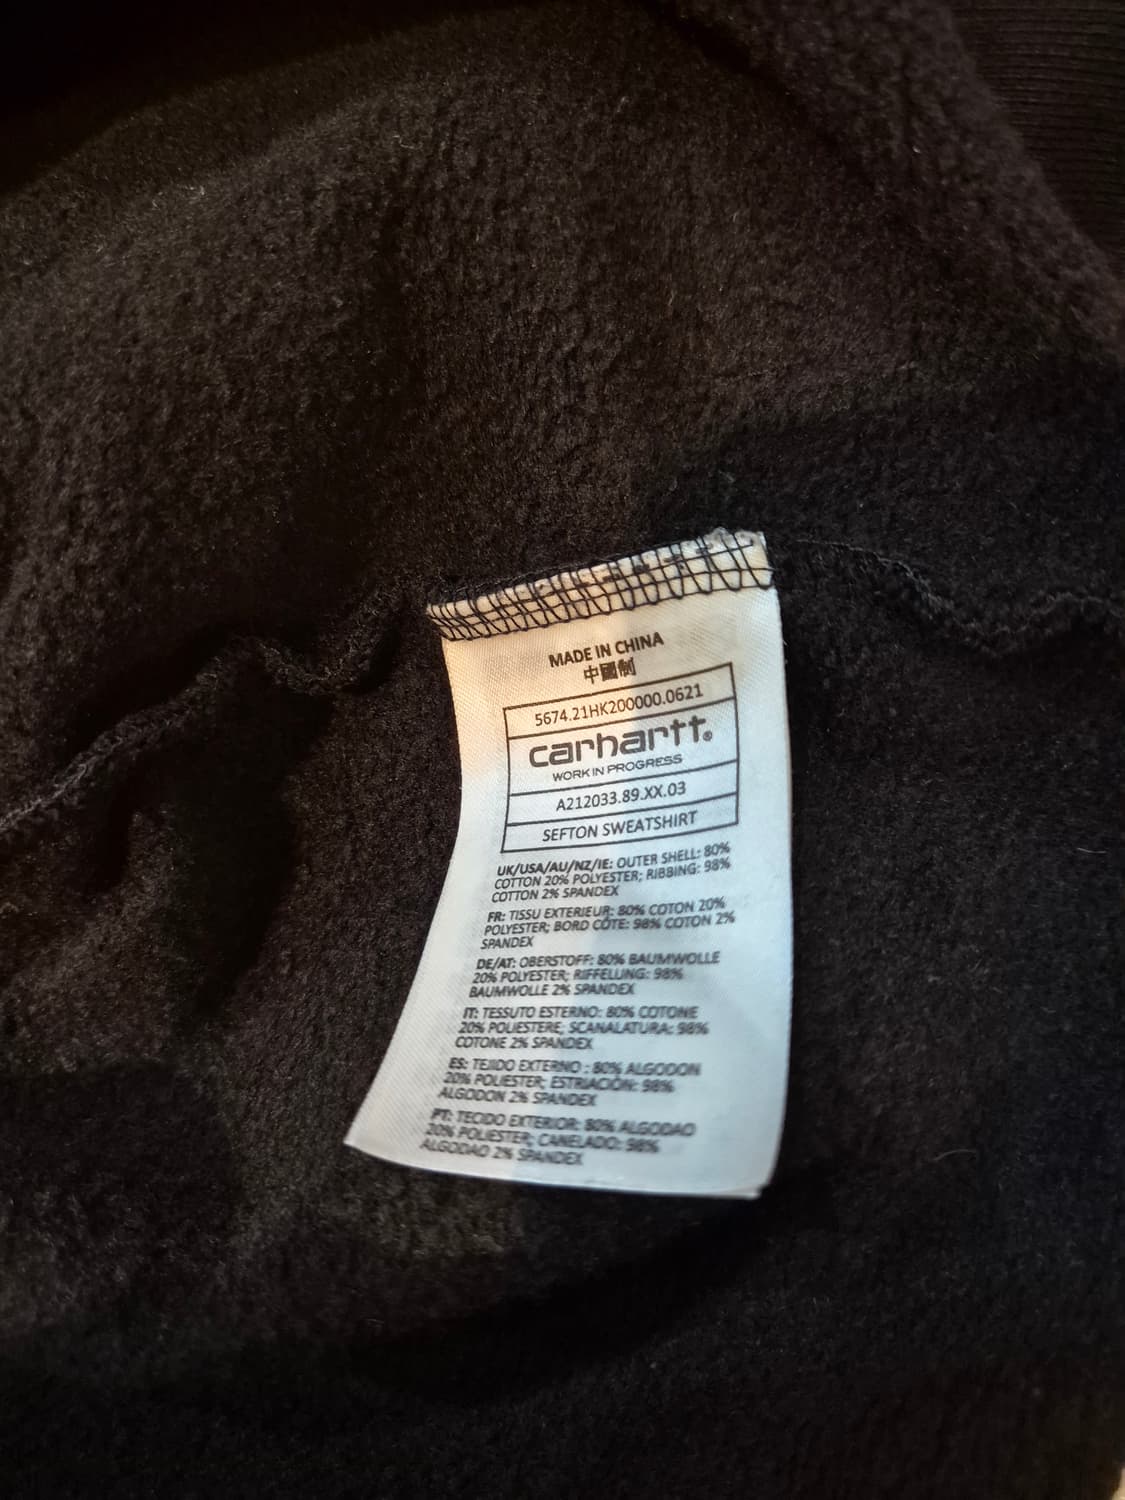 MADE IN CHINA
中國制
5674.21HK200000.0621
carhartt®
WORK IN PROGRESS
A212033.89.XX.03
SEFTON SWEATSHIRT
UK/USA/AU/NZ/IE: OUTER SHELL: 80%
COTTON 20% POLYESTER; RIBBING: 98%
COTTON 2% SPANDEX
FR: TISSU EXTERIEUR: 80% COTON 20%
POLYESTER; BORD CÔTE: 98% COTON 2%
SPANDEX
DE/AT: OBERSTOFF: 80% BAUMWOLLE
20% POLYESTER; RIFFELUNG: 98%
BAUMWOLLE 2% SPANDEX
IT: TESSUTO ESTERNO: 80% COTONE
20% POLIESTERE, SCANALATURA: 98%
COTONE 2% SPANDEX
ES: TEJIDO EXTERNO : 80% ALGODON
20% POLIESTER; ESTRIACIÓN: 98%
ALGODON 2% SPANDEX
PT: TECIDO EXTERIOR: 80% ALGODAO
20% POLIESTER; CANELADO: 98%
ALGODAO 2% SPANDEX